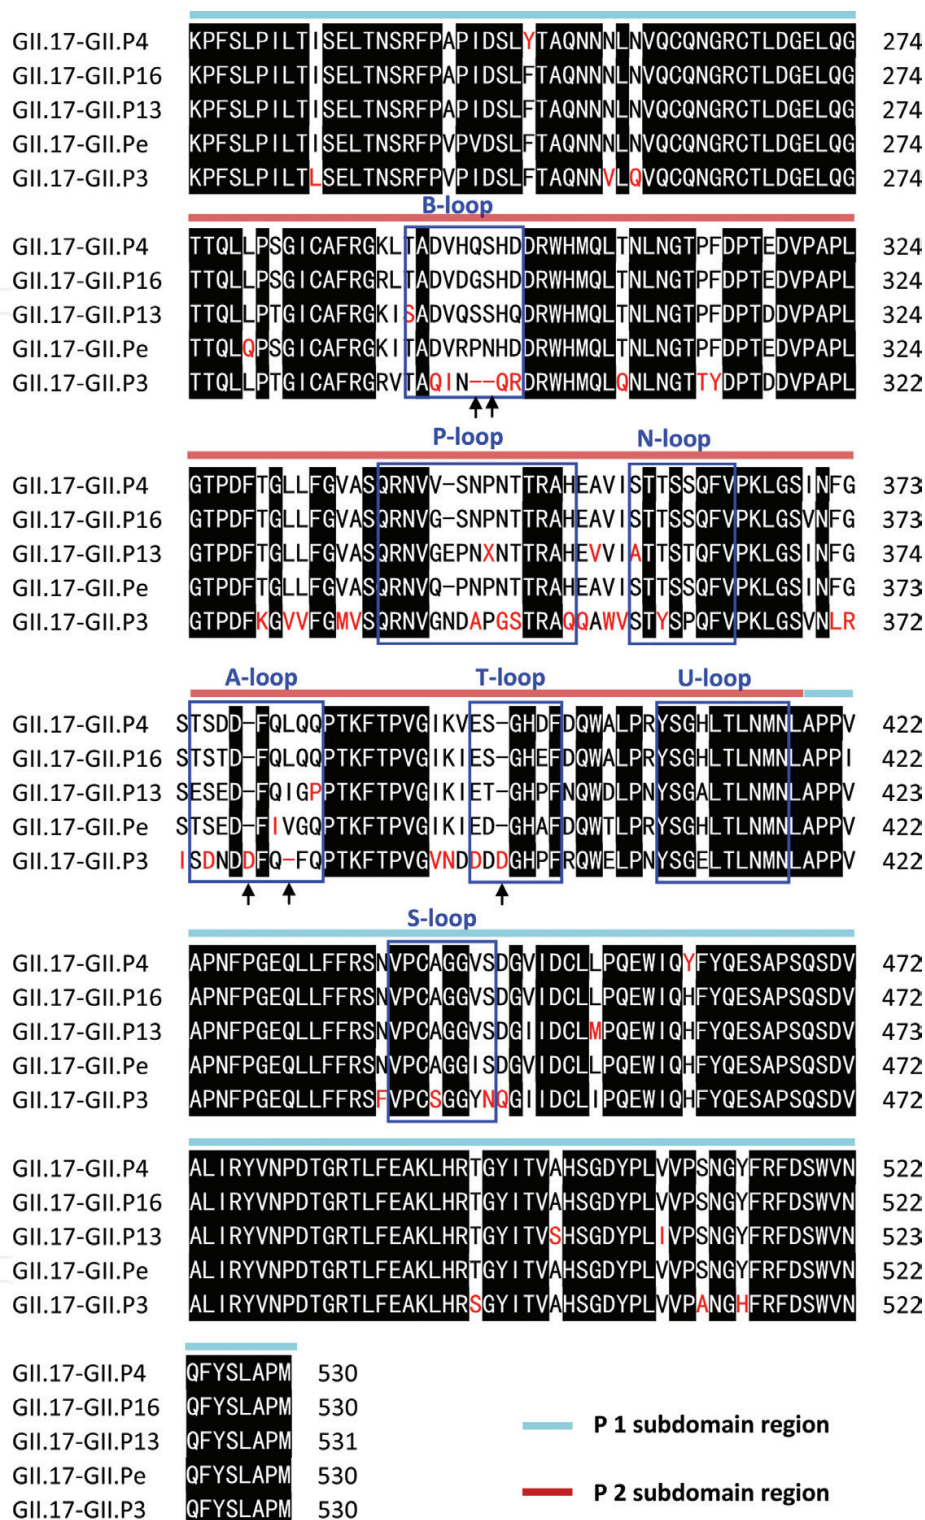 GII.17-GII.P4 KPFSLPILTISELTNSRFPAPIDSLYTAQNNNLNVQCQNGRCTLDGELQG 274
GII.17-GII.P16 KPFSLPILTISELTNSRFPAPIDSLFTAQNNNLNVQCQNGRCTLDGELQG 274
GII.17-GII.P13 KPFSLPILTISELTNSRFPAPIDSLFTAQNNNLNVQCQNGRCTLDGELQG 274
GII.17-GII.Pe KPFSLPILTISELTNSRFPVPVDSLFTAQNNNLNVQCQNGRCTLDGELQG 274
GII.17-GII.P3 KPFSLPILTLSELTNSRFPVPIDSLFTAQNNVLQVQCQNGRCTLDGELQG 274
B-loop
GII.17-GII.P4 TTQLLPSGICAFRGKLTADVHQSHDDRWHMQLTNLNGTPFDPTEDVPAPL 324
GII.17-GII.P16 TTQLLPSGICAFRGRLTADVDGSHDDRWHMQLTNLNGTPFDPTEDVPAPL 324
GII.17-GII.P13 TTQLLPTGICAFRGKISADVQSSHQDRWHMQLTNLNGTPFDPTDDVPAPL 324
GII.17-GII.Pe TTQLQPSGICAFRGKITADVRPNHDDRWHMQLTNLNGTPFDPTEDVPAPL 324
GII.17-GII.P3 TTQLLPTGICAFRGRVTAQIN--QRDRWHMQLQNLNGTTYDPTDDVPAPL 322
P-loop N-loop
GII.17-GII.P4 GTPDFTGLLFGVASQRNVV-SNPNTTRAHEAVISTTSSQFVPKLGSINFG 373
GII.17-GII.P16 GTPDFTGLLFGVASQRNVG-SNPNTTRAHEAVISTTSSQFVPKLGSVNFG 373
GII.17-GII.P13 GTPDFTGLLFGVASQRNVGEPNXNTTRAHEVVIATTSTQFVPKLGSINFG 374
GII.17-GII.Pe GTPDFTGLLFGVASQRNVQ-PNPNTTRAHEAVISTTSSQFVPKLGSINFG 373
GII.17-GII.P3 GTPDFKGVVFGMVSQRNVGNDAPGSTRAQQAWVSTYSPQFVPKLGSVNLR 372
A-loop T-loop U-loop
GII.17-GII.P4 STSDD-FQLQQPTKFTPVGIKVES-GHDFDQWALPRYSGHLTLNMNLAPPV 422
GII.17-GII.P16 STSTD-FQLQQPTKFTPVGIKIES-GHEFDQWALPRYSGHLTLNMNLAPPI 422
GII.17-GII.P13 SESED-FQIGPPTKFTPVGIKIET-GHPFNQWDLPNYSGALTLNMNLAPPV 423
GII.17-GII.Pe STSED-FIVGQPTKFTPVGIKIED-GHAFDQWTLPRYSGHLTLNMNLAPPV 422
GII.17-GII.P3 ISDNDDFQ-FQPTKFTPVGVNDDDDGHPFRQWELPNYSGELTLNMNLAPPV 422
S-loop
GII.17-GII.P4 APNFPGEQLLFFRSNVPCAGGVSDGVIDCLLPQEWIQYFYQESAPSQSDV 472
GII.17-GII.P16 APNFPGEQLLFFRSNVPCAGGVSDGVIDCLLPQEWIQHFYQESAPSQSDV 472
GII.17-GII.P13 APNFPGEQLLFFRSNVPCAGGVSDGIIDCLMPQEWIQHFYQESAPSQSDV 473
GII.17-GII.Pe APNFPGEQLLFFRSNVPCAGGISDGVIDCLLPQEWIQHFYQESAPSQSDV 472
GII.17-GII.P3 APNFPGEQLLFFRSFVPCSGGYNQGIIDCLIPQEWIQHFYQESAPSQSDV 472
GII.17-GII.P4 ALIRYVNPDTGRTLFEAKLHRTGYITVAHSGDYPLVVPSNGYFRFDSWVN 522
GII.17-GII.P16 ALIRYVNPDTGRTLFEAKLHRTGYITVAHSGDYPLVVPSNGYFRFDSWVN 522
GII.17-GII.P13 ALIRYVNPDTGRTLFEAKLHRTGYITVSHSGDYPLIVPSNGYFRFDSWVN 523
GII.17-GII.Pe ALIRYVNPDTGRTLFEAKLHRTGYITVAHSGDYPLVVPSNGYFRFDSWVN 522
GII.17-GII.P3 ALIRYVNPDTGRTLFEAKLHRSGYITVAHSGDYPLVVPANGHFRFDSWVN 522
GII.17-GII.P4 QFYSLAPM 530
GII.17-GII.P16 QFYSLAPM 530
GII.17-GII.P13 QFYSLAPM 531
GII.17-GII.Pe QFYSLAPM 530
GII.17-GII.P3 QFYSLAPM 530
P 1 subdomain region
P 2 subdomain region